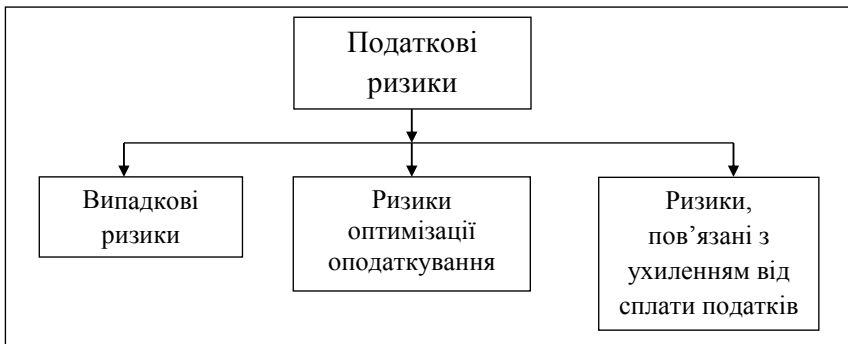 Податкові
ризики
Випадкові
ризики
Ризики
оптимізації
оподаткування
Ризики,
пов’язані з
ухиленням від
сплати податків